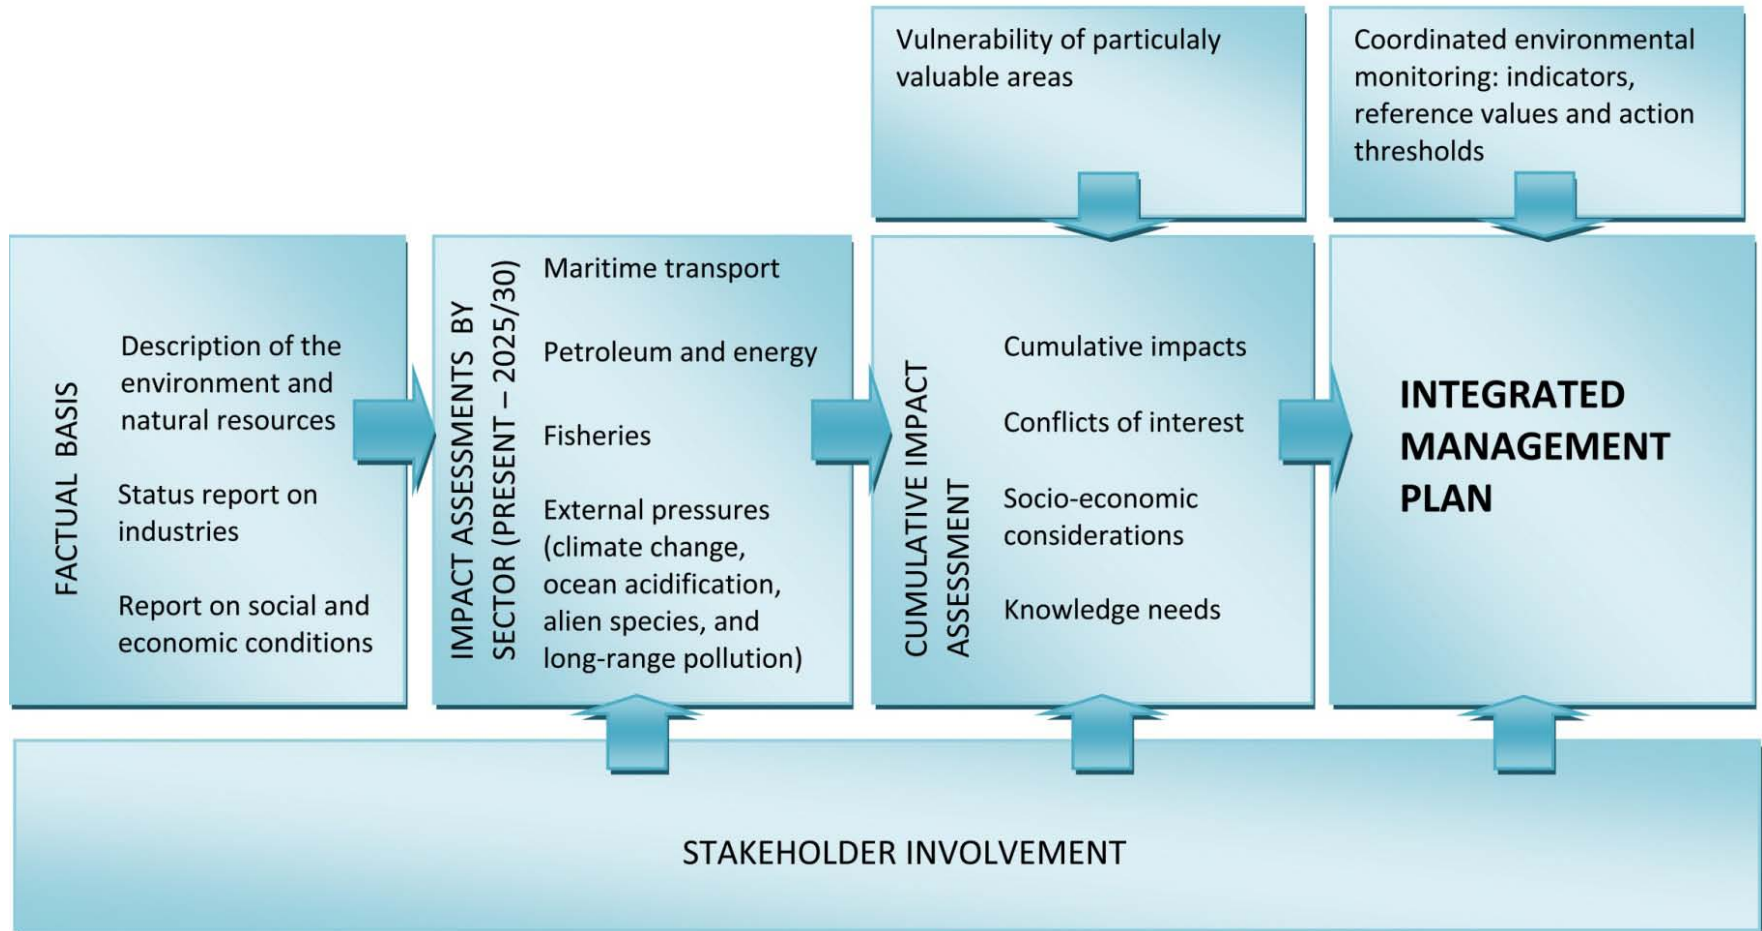 Vulnerability of particulaly
valuable areas
Coordinated environmental
monitoring: indicators,
reference values and action
thresholds
FACTUAL BASIS
Description of the
environment and
natural resources
Status report on
industries
Report on social and
economic conditions
IMPACT ASSESSMENTS BY
SECTOR (PRESENT – 2025/30)
Maritime transport
Petroleum and energy
Fisheries
External pressures
(climate change,
ocean acidification,
alien species, and
long-range pollution)
CUMULATIVE IMPACT
ASSESSMENT
Cumulative impacts
Conflicts of interest
Socio-economic
considerations
Knowledge needs
INTEGRATED
MANAGEMENT
PLAN
STAKEHOLDER INVOLVEMENT